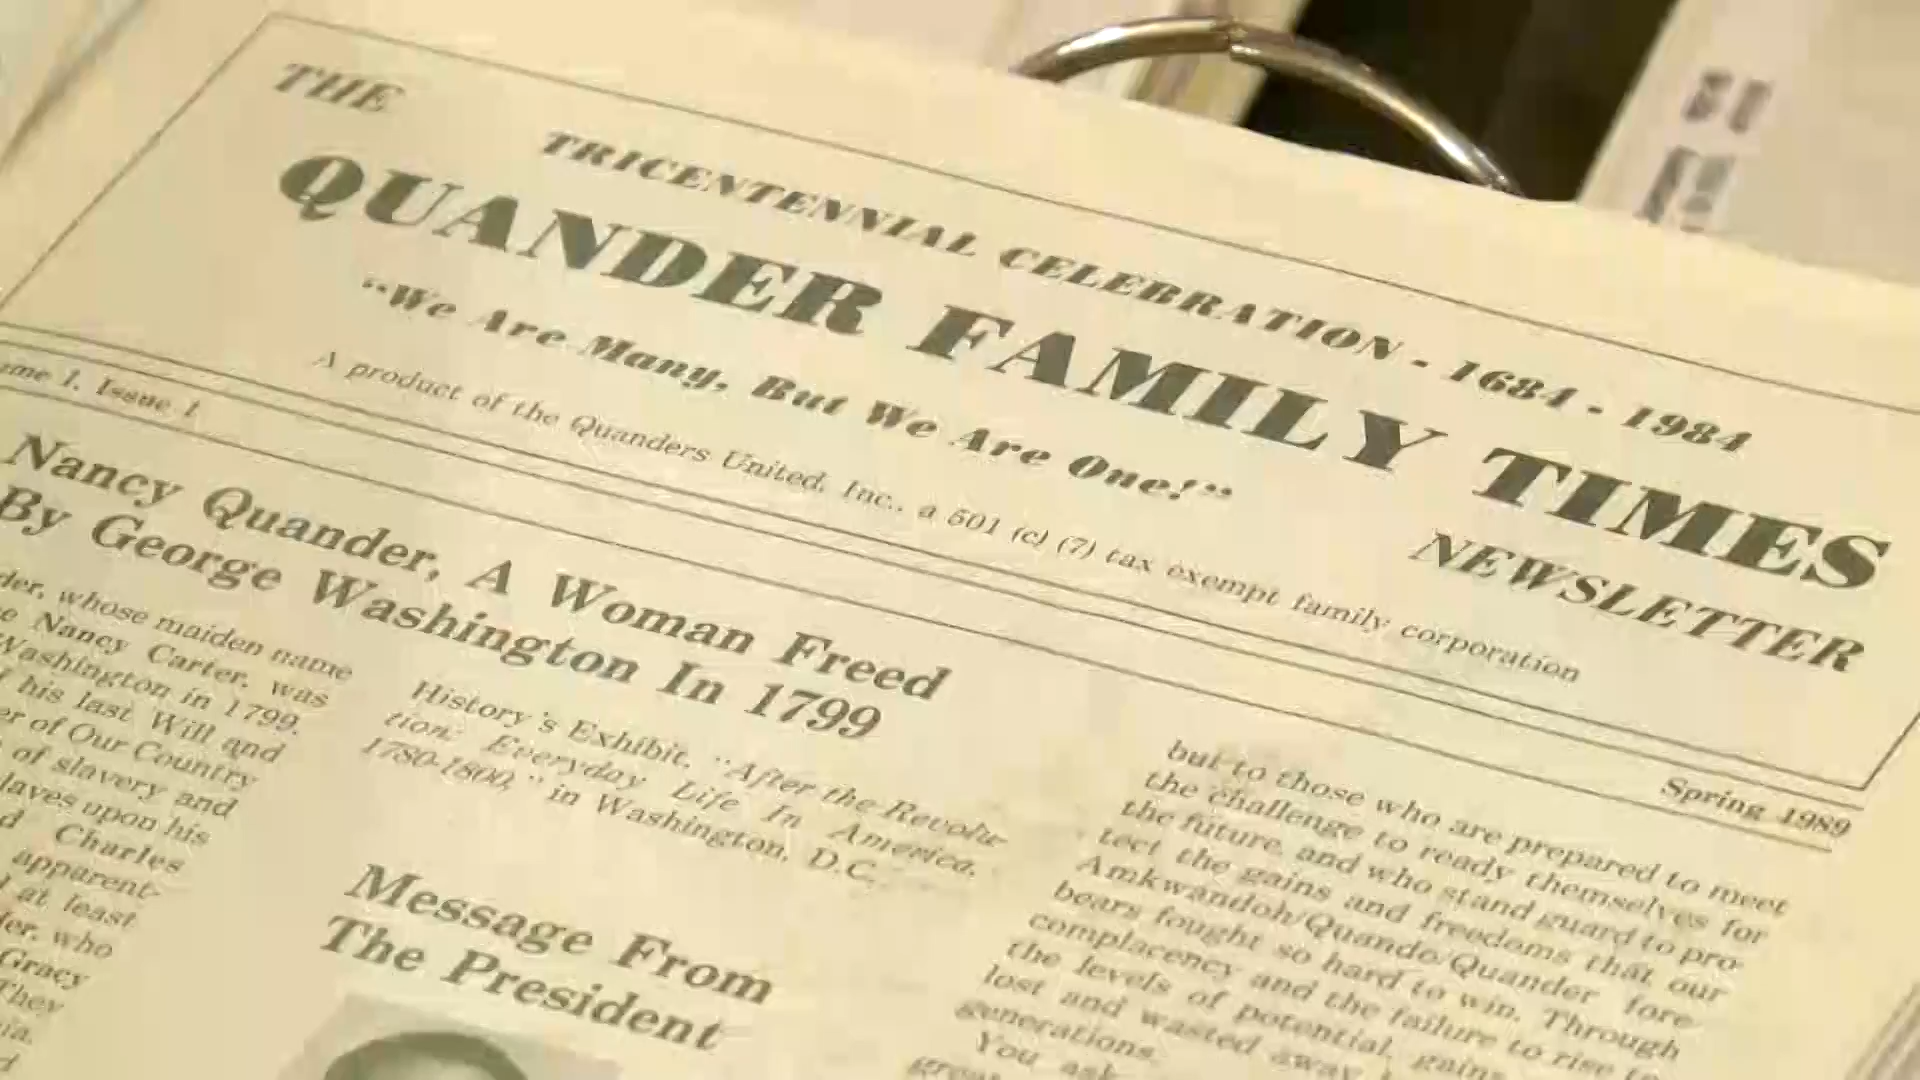 THE
TRICENTENNIAL CELEBRATION - 1684 - 1984
QUANDER FAMILY TIMES
NEWSLETTER
“We Are Many, But We Are One!”
A product of the Quanders United, Inc., a 501 (c) (7) tax exempt family corporation
Issue 1
Spring 1989
Nancy Quander, A Woman Freed
By George Washington In 1799
whose maiden name
Nancy Carter, was
Washington in 1799.
his last Will and
of Our Country
of slavery and
upon his
Charles
apparent-
at least
who
Gracy
They
History's Exhibit, “After the Revolu-
tion: Everyday Life In America,
1780-1800,” in Washington, D.C.
Message From
The President
but to those who are prepared to meet
the challenge to ready themselves for
the future, and who stand guard to pro-
tect the gains and freedoms that our
Amkwandoh/Quando/Quander fore-
bears fought so hard to win. Through
complacency and the failure to rise to
the levels of potential, gains
lost and wasted away
generations.
You ask